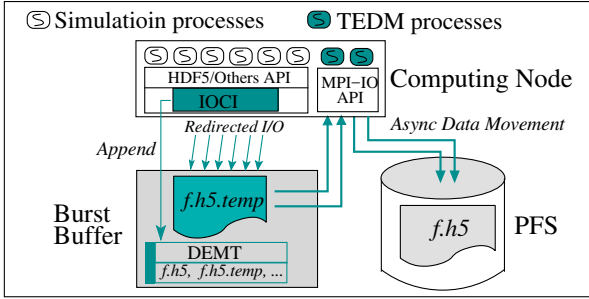 Simulatioin processes
TEDM processes
S S S S S S
S S
HDF5/Others API
IOCI
MPI-IO
API
Computing Node
Redirected I/O
Append
Async Data Movement
f.h5.temp
Burst
Buffer
f.h5
PFS
DEMT
f.h5, f.h5.temp, ...